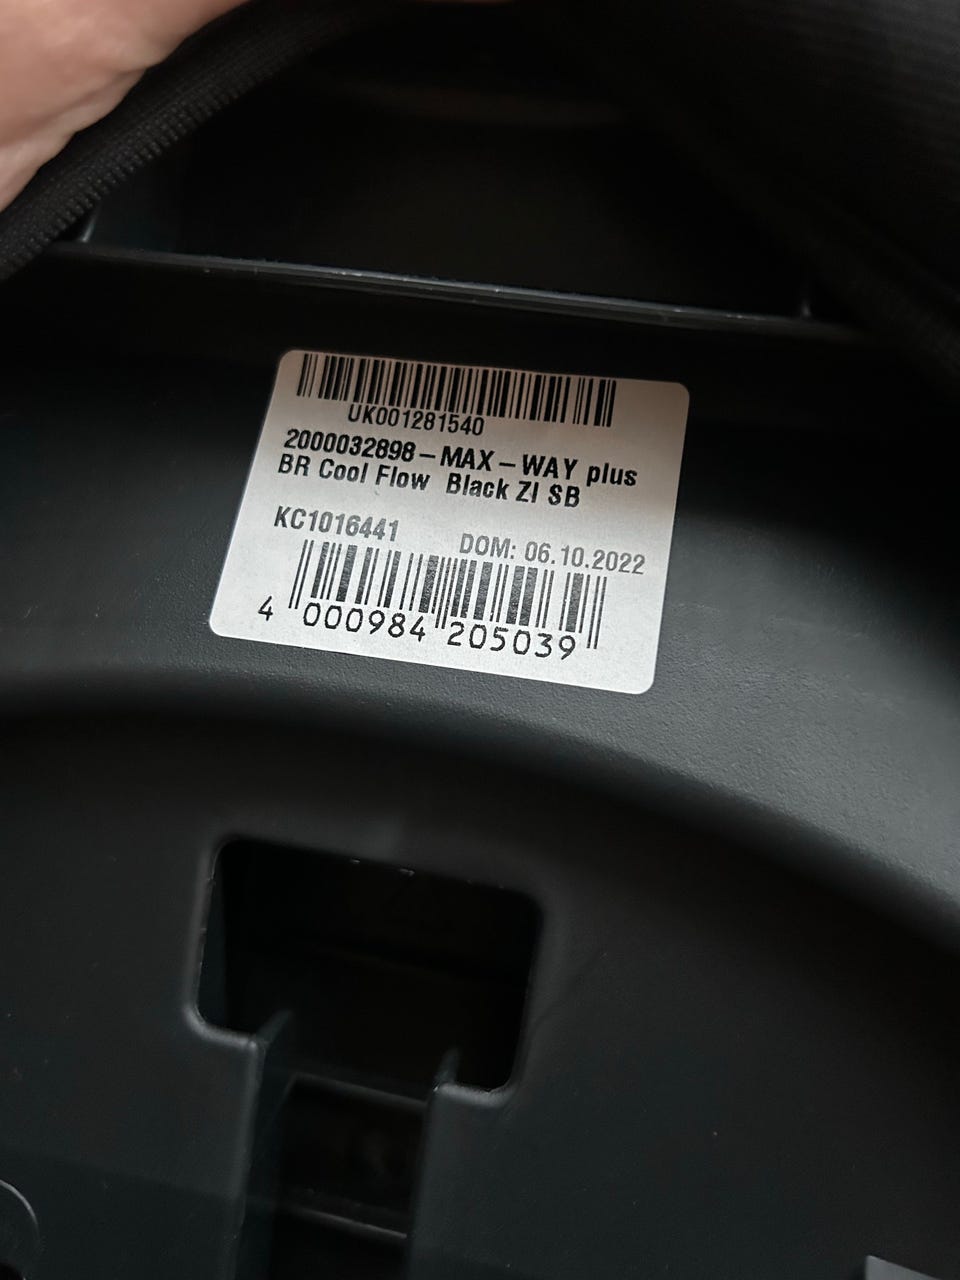 UK001281540
2000032898-MAX-WAY plus
BR Cool Flow Black ZI SB
KC1016441 DOM: 06.10.2022
4 000984 205039